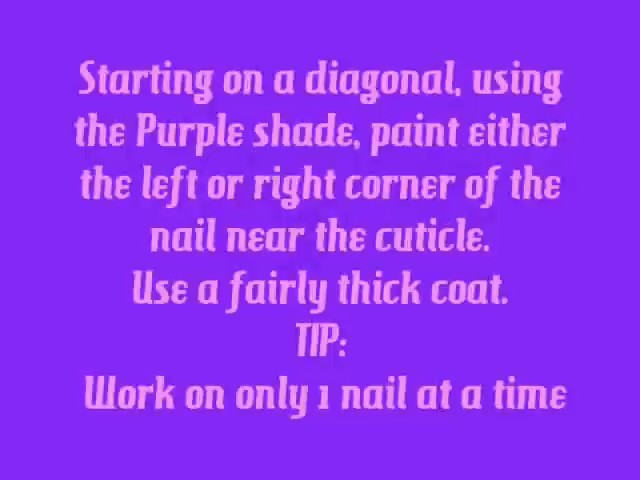 Starting on a diagonal, using
the Purple shade, paint either
the left or right corner of the
nail near the cuticle.
Use a fairly thick coat.
TIP:
Work on only 1 nail at a time